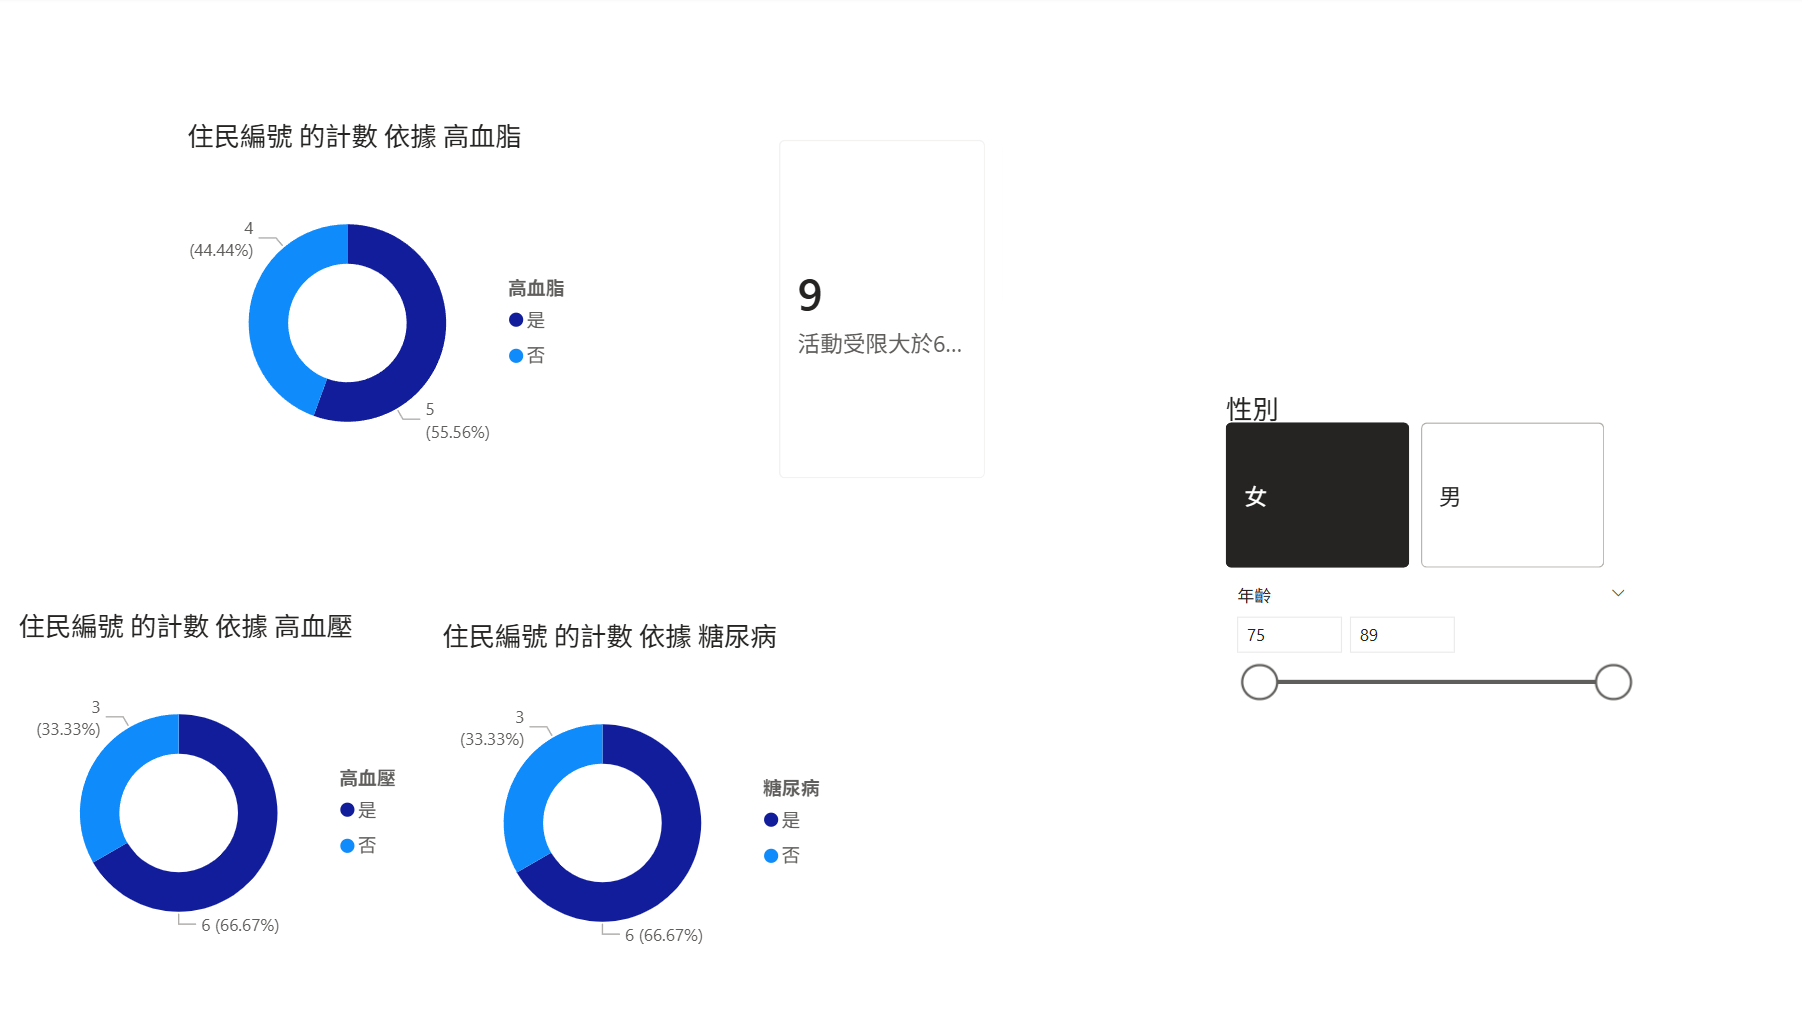 住民編號 的計數 依據 高血脂
4
(44.44%)
高血脂
是
否
5
(55.56%)
9
活動受限大於6...
性別
女
男
年齡
75
89
住民編號 的計數 依據 高血壓
3
(33.33%)
高血壓
是
否
6 (66.67%)
住民編號 的計數 依據 糖尿病
3
(33.33%)
糖尿病
是
否
6 (66.67%)